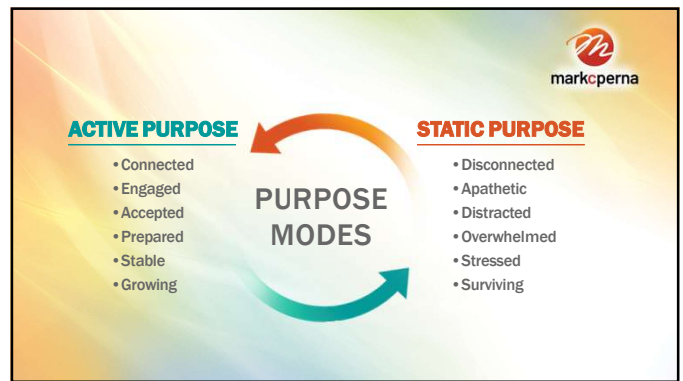 markcperna
ACTIVE PURPOSE
•Connected
•Engaged
•Accepted
•Prepared
•Stable
•Growing
PURPOSE
MODES
STATIC PURPOSE
•Disconnected
•Apathetic
•Distracted
•Overwhelmed
•Stressed
•Surviving